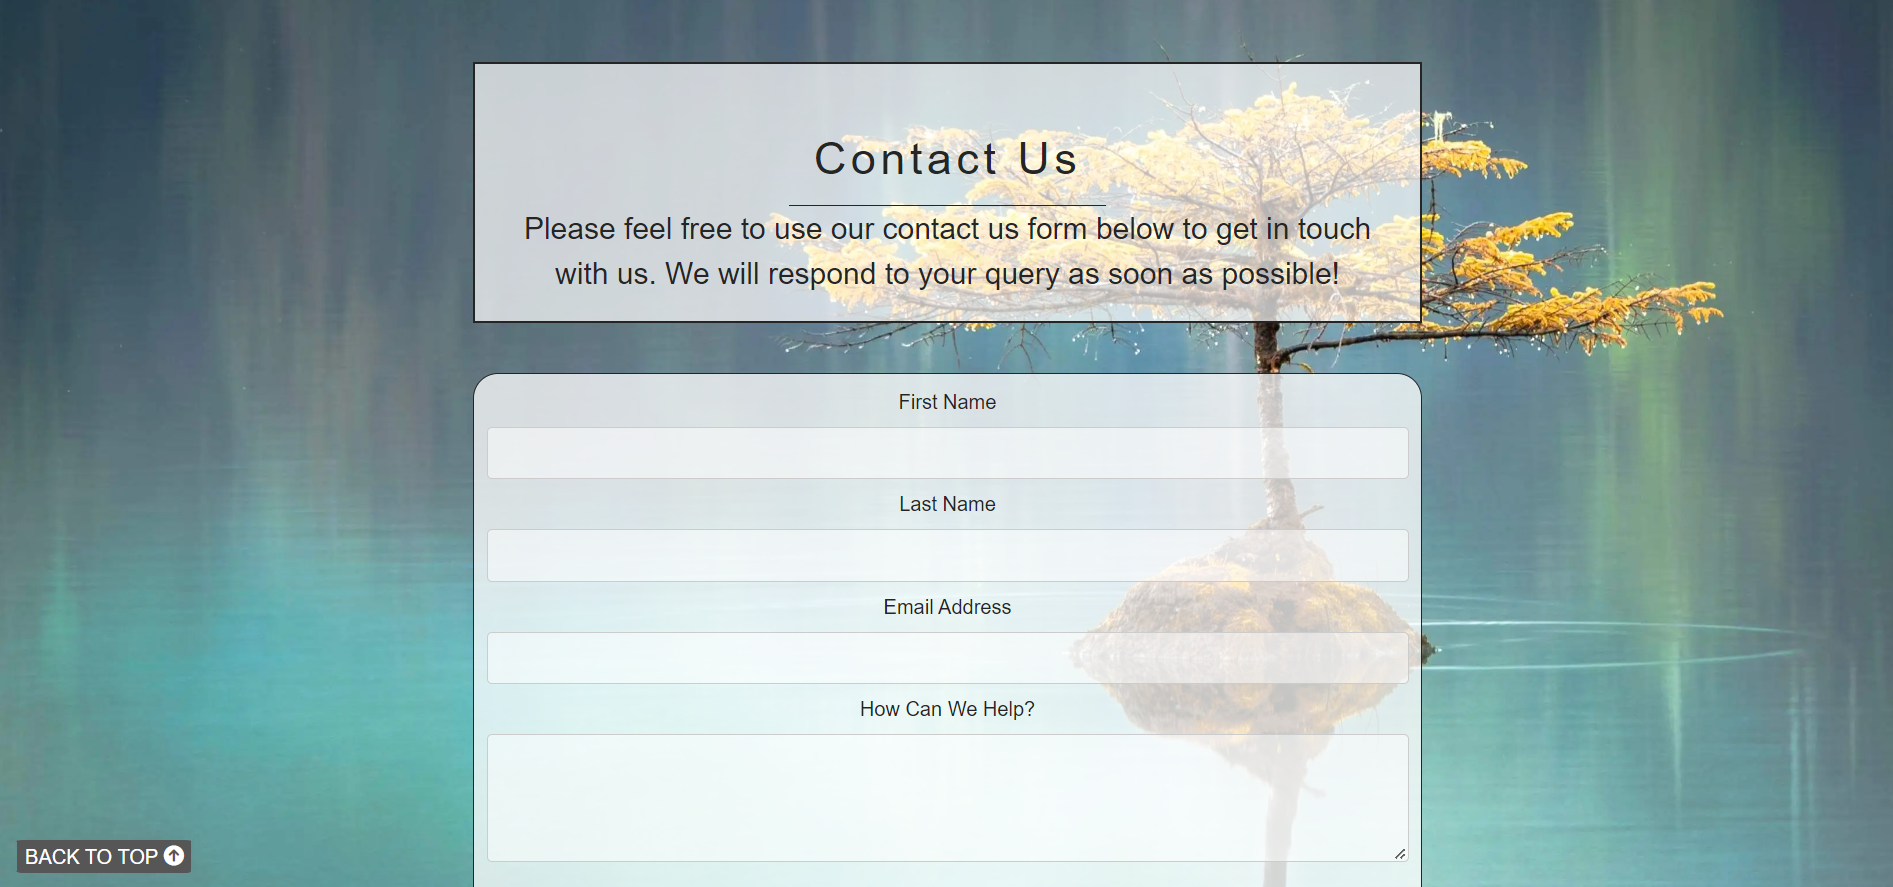 Contact Us
Please feel free to use our contact us form below to get in touch
with us. We will respond to your query as soon as possible!
First Name
Last Name
Email Address
How Can We Help?
BACK TO TOP